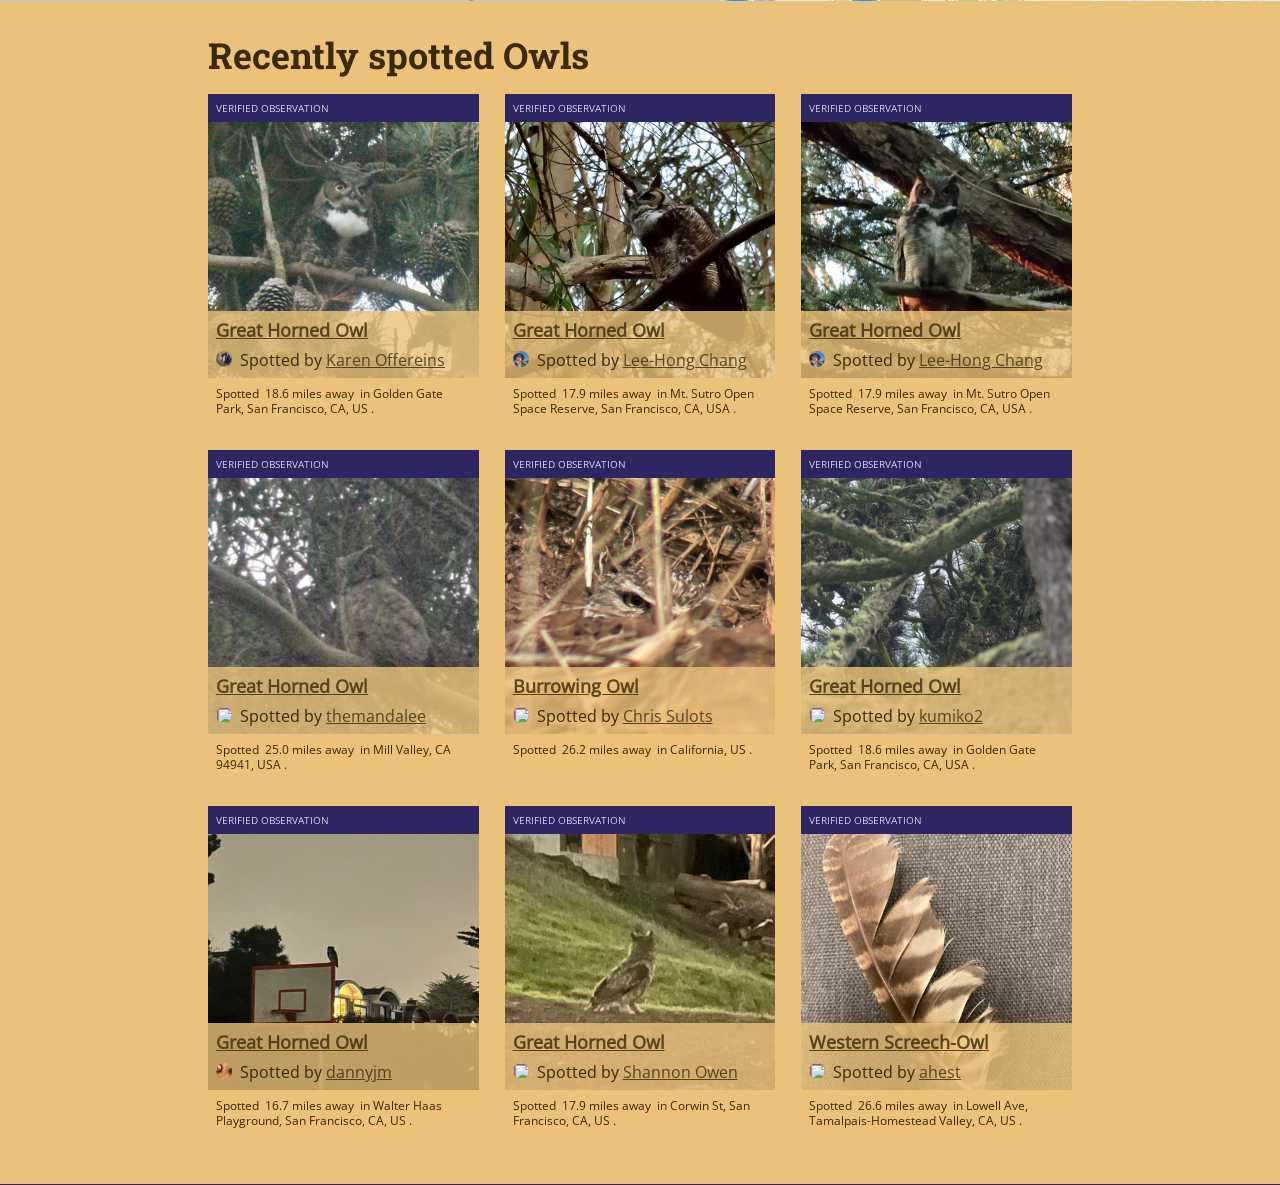 Recently spotted Owls
VERIFIED OBSERVATION
Great Horned Owl
Spotted by Karen Offereins
Spotted 18.6 miles away in Golden Gate
Park, San Francisco, CA, US .
VERIFIED OBSERVATION
Great Horned Owl
Spotted by Lee-Hong Chang
Spotted 17.9 miles away in Mt. Sutro Open
Space Reserve, San Francisco, CA, USA .
VERIFIED OBSERVATION
Great Horned Owl
Spotted by Lee-Hong Chang
Spotted 17.9 miles away in Mt. Sutro Open
Space Reserve, San Francisco, CA, USA .
VERIFIED OBSERVATION
Great Horned Owl
Spotted by themandalee
Spotted 25.0 miles away in Mill Valley, CA
94941, USA .
VERIFIED OBSERVATION
Burrowing Owl
Spotted by Chris Sulots
Spotted 26.2 miles away in California, US .
VERIFIED OBSERVATION
Great Horned Owl
Spotted by kumiko2
Spotted 18.6 miles away in Golden Gate
Park, San Francisco, CA, USA .
VERIFIED OBSERVATION
Great Horned Owl
Spotted by dannyjm
Spotted 16.7 miles away in Walter Haas
Playground, San Francisco, CA, US .
VERIFIED OBSERVATION
Great Horned Owl
Spotted by Shannon Owen
Spotted 17.9 miles away in Corwin St, San
Francisco, CA, US .
VERIFIED OBSERVATION
Western Screech-Owl
Spotted by ahest
Spotted 26.6 miles away in Lowell Ave,
Tamalpais-Homestead Valley, CA, US .